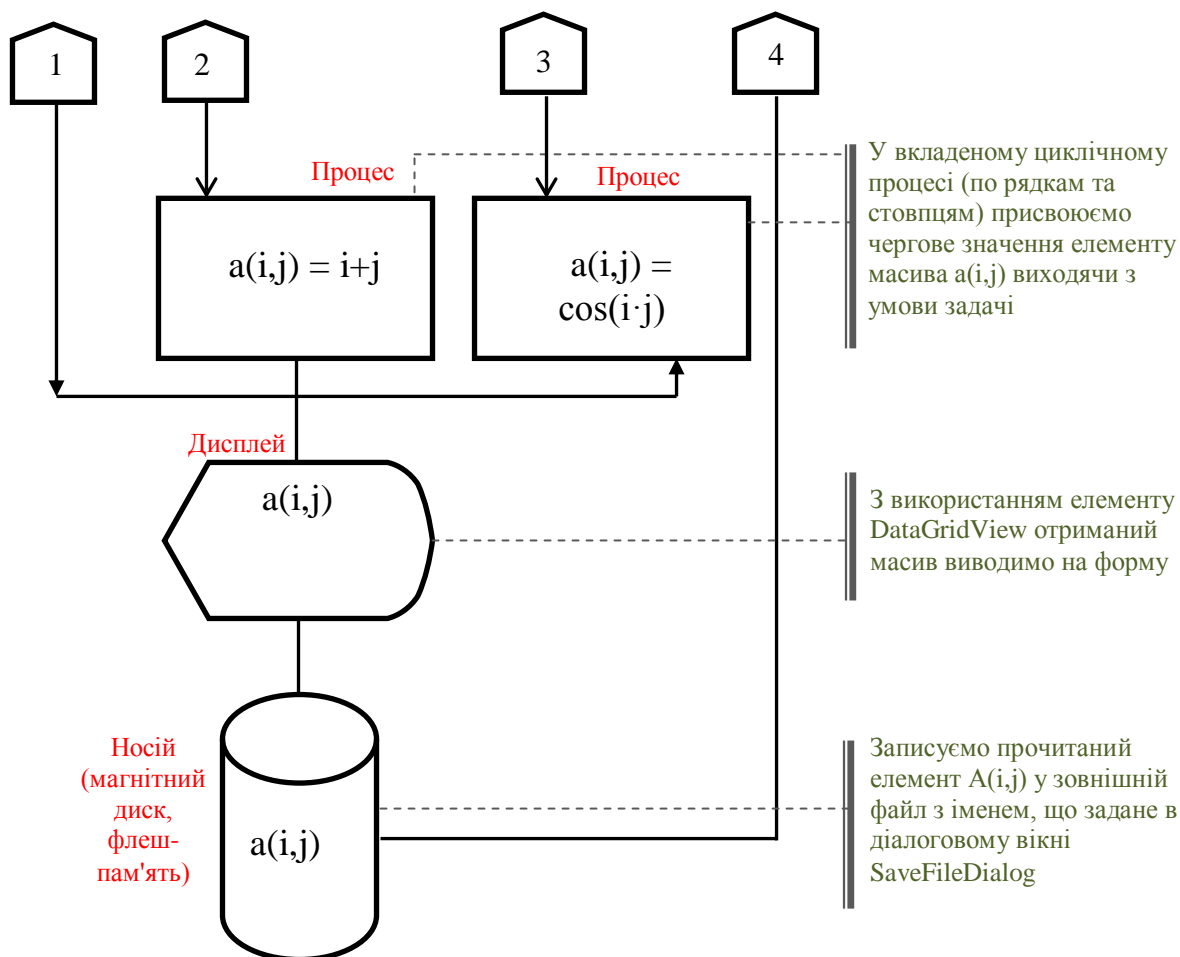 1
2
3
4
Процес
Процес
a(i,j) = i+j
a(i,j) =
cos(i·j)
У вкладеному циклічному
процесі (по рядкам та
стовпцям) присвоюємо
чергове значення елементу
масива a(i,j) виходячи з
умови задачі
Дисплей
a(i,j)
З використанням елементу
DataGridView отриманий
масив виводимо на форму
Носій
(магнітний
диск,
флеш-
пам'ять)
a(i,j)
Записуємо прочитаний
елемент A(i,j) у зовнішній
файл з іменем, що задане в
діалоговому вікні
SaveFileDialog